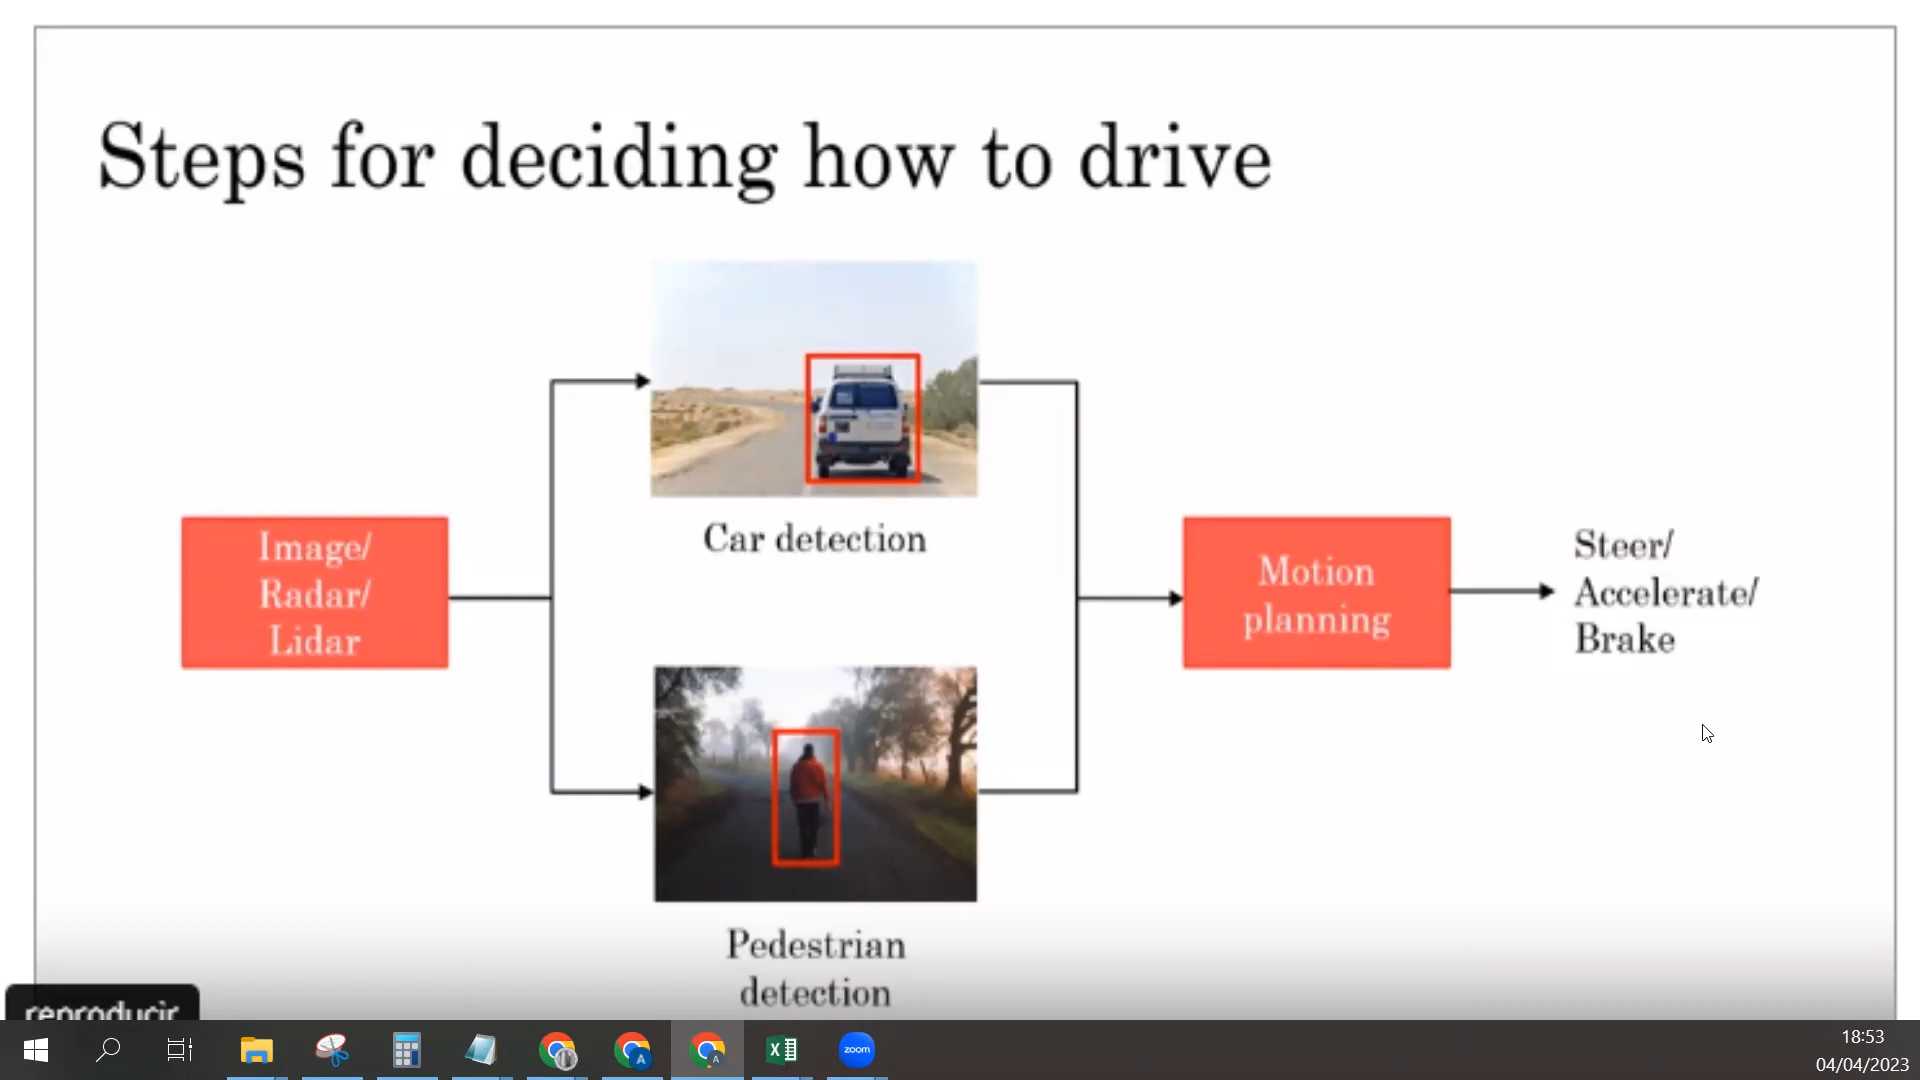 Steps for deciding how to drive
Image/
Radar/
Lidar
Car detection
Pedestrian
detection
Motion
planning
Steer/
Accelerate/
Brake
reproducir
A
A
X
zoom
18:53
04/04/2023